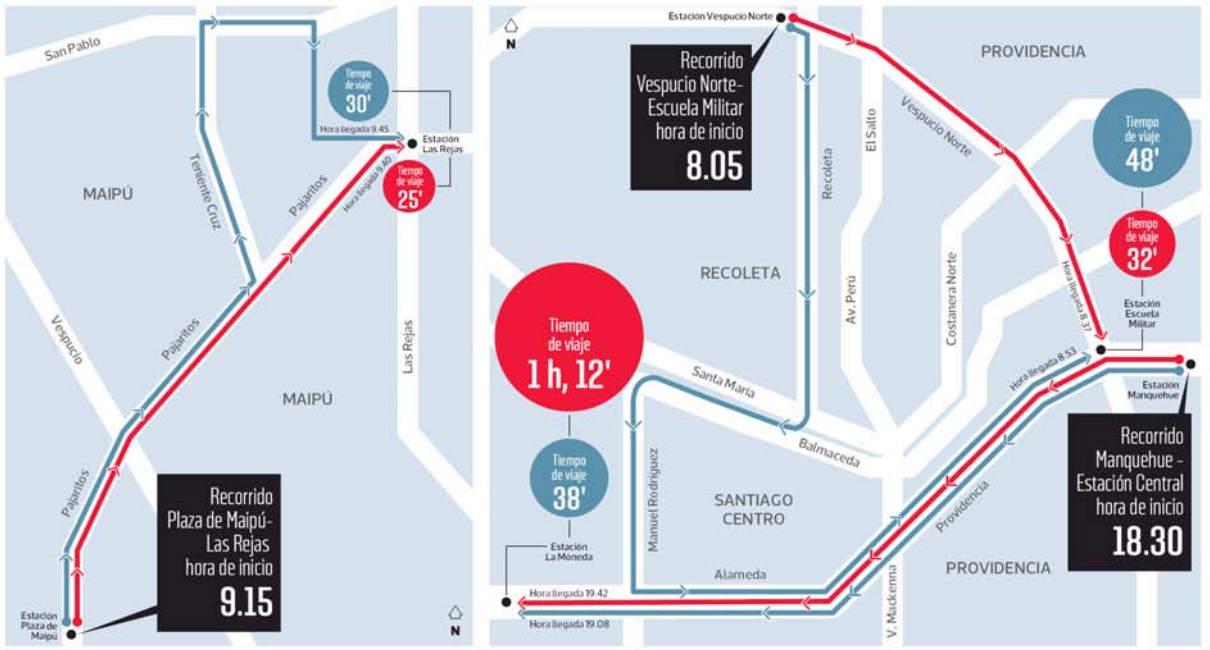 San Pablo
Tiempo
de viaje
30'
Hora llegada 9.45
Estación
Las Rejas
Hora llegada 9.40
Tiempo
de viaje
25'
Teniente Cruz
Pajaritos
MAIPÚ
Vespucio
Pajaritos
Las Rejas
MAIPÚ
Pajaritos
Recorrido
Plaza de Maipú-
Las Rejas
hora de inicio
9.15
Estación
Plaza de
Maipú
N
N
Estación Vespucio Norte
Recorrido
Vespucio Norte-
Escuela Militar
hora de inicio
8.05
PROVIDENCIA
El Salto
Vespucio Norte
Recoleta
Tiempo
de viaje
48'
Tiempo
de viaje
32'
RECOLETA
Av. Perú
Costanera Norte
Hora llegada 8.37
Estación
Escuela
Militar
Tiempo
de viaje
1 h, 12'
Santa María
Hora llegada 8.53
Estación
Manquehue
Balmaceda
Tiempo
de viaje
38'
Manuel Rodríguez
SANTIAGO
CENTRO
Providencia
Recorrido
Manquehue -
Estación Central
hora de inicio
18.30
Estación
La Moneda
Alameda
PROVIDENCIA
Hora llegada 19.42
Hora llegada 19.08
V. Mackenna